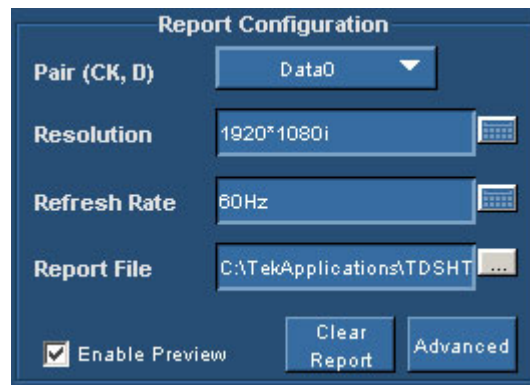 Report Configuration
Pair (CK, D) Data0
Resolution 1920*1080i
Refresh Rate 60Hz
Report File C:\TekApplications\TDSHT ...
Enable Preview
Clear
Report
Advanced